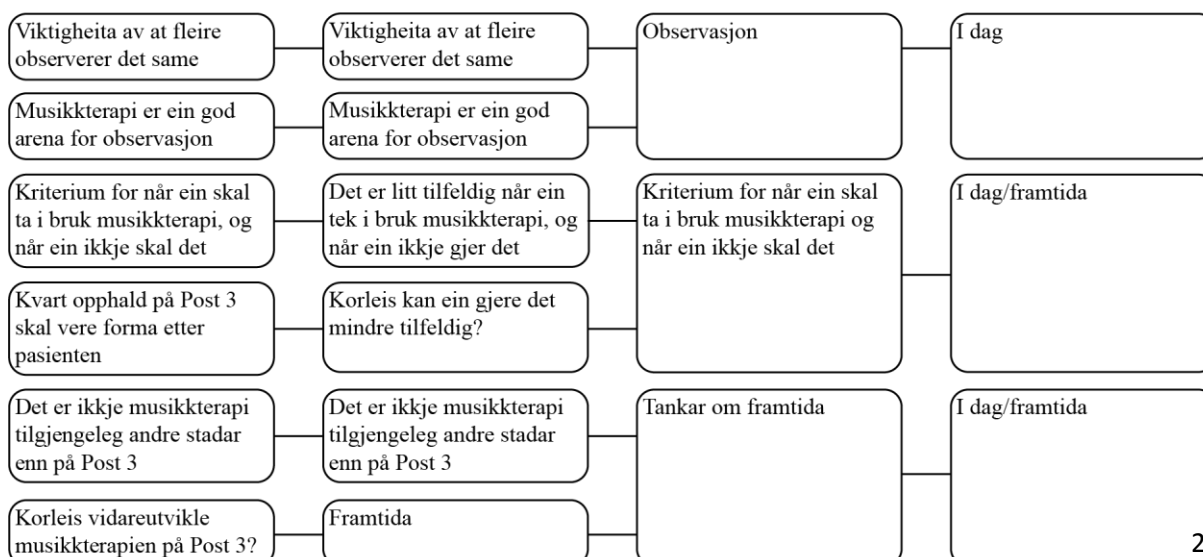 Viktigheita av at fleire
observerer det same
Viktigheita av at fleire
observerer det same
Observasjon
I dag
Musikkterapi er ein god
arena for observasjon
Musikkterapi er ein god
arena for observasjon
Kriterium for når ein skal
ta i bruk musikkterapi, og
når ein ikkje skal det
Det er litt tilfeldig når ein
tek i bruk musikkterapi, og
når ein ikkje gjer det
Kriterium for når ein skal
ta i bruk musikkterapi og
når ein ikkje skal det
I dag/framtida
Kvart opphald på Post 3
skal vere forma etter
pasienten
Korleis kan ein gjere det
mindre tilfeldig?
Det er ikkje musikkterapi
tilgjengeleg andre stadar
enn på Post 3
Det er ikkje musikkterapi
tilgjengeleg andre stadar
enn på Post 3
Tankar om framtida
I dag/framtida
Korleis vidareutvikle
musikkterapien på Post 3?
Framtida
2